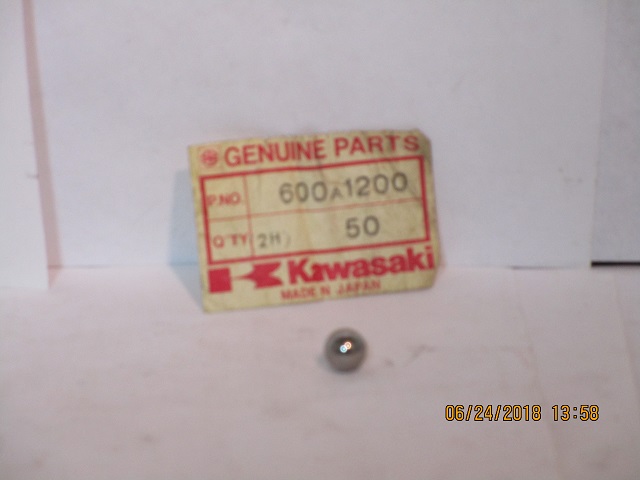 GENUINE PARTS
P.NO. 600A1200
Q'TY 50
Kawasaki
MADE IN JAPAN
06/24/2018 13:58